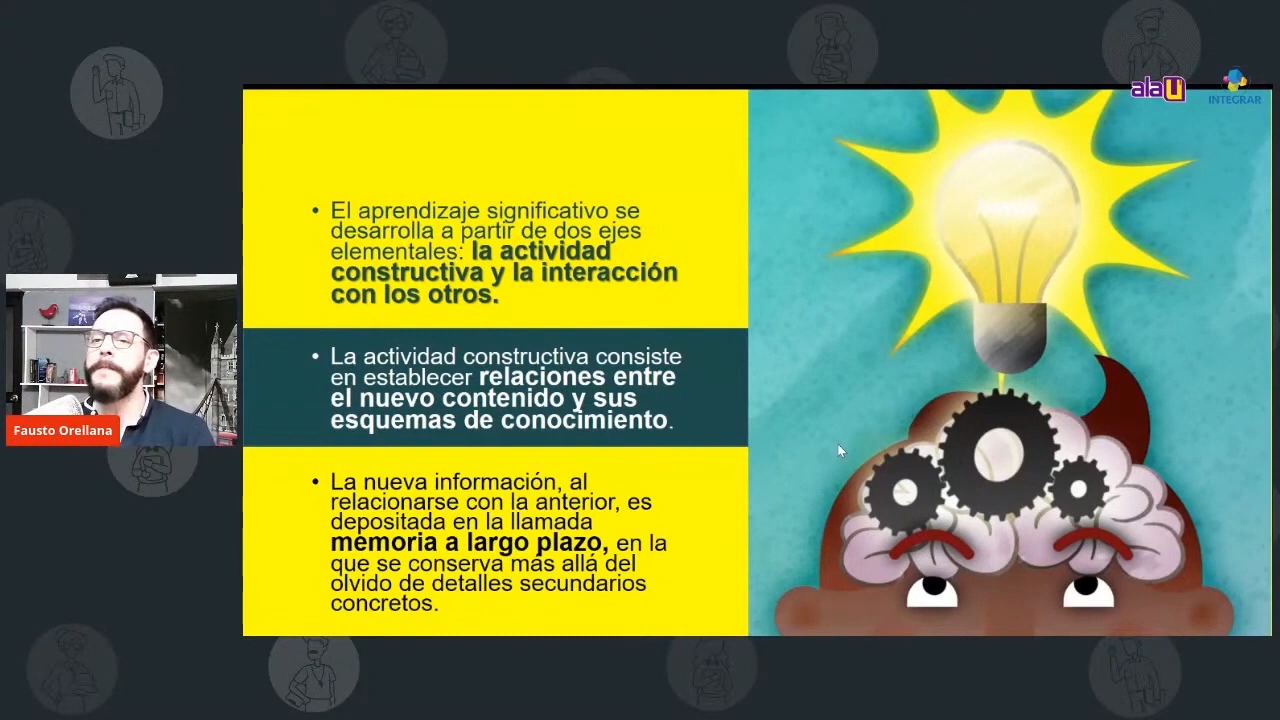 alaU
INTEGRAR
• El aprendizaje significativo se
desarrolla a partir de dos ejes
elementales: la actividad
constructiva y la interacción
con los otros.
• La actividad constructiva consiste
en establecer relaciones entre
el nuevo contenido y sus
esquemas de conocimiento.
• La nueva información, al
relacionarse con la anterior, es
depositada en la llamada
memoria a largo plazo, en la
que se conserva más allá del
olvido de detalles secundarios
concretos.
Fausto Orellana